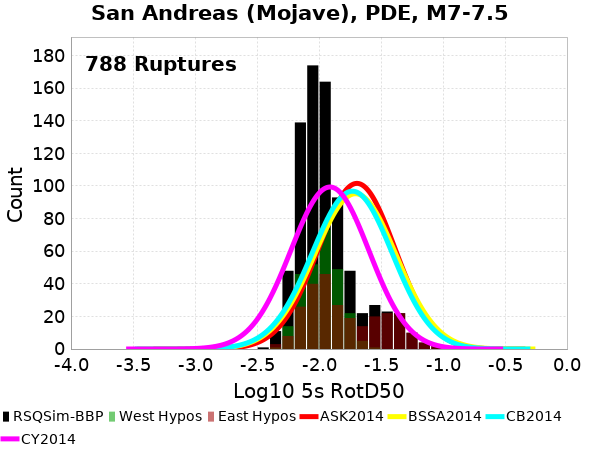 San Andreas (Mojave), PDE, M7-7.5
788 Ruptures
Count
180
160
140
120
100
80
60
40
20
0
-4.0 -3.5 -3.0 -2.5 -2.0 -1.5 -1.0 -0.5 0.0
Log10 5s RotD50
RSQSim-BBP West Hypos East Hypos ASK2014 BSSA2014 CB2014
CY2014